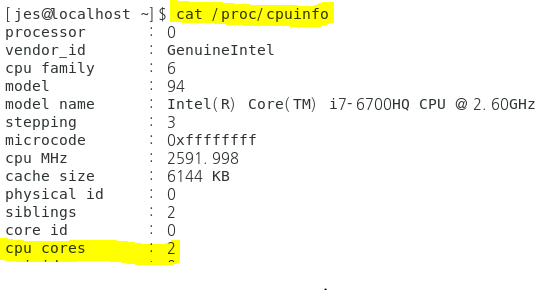 [jes@localhost ~]$ cat /proc/cpuinfo
processor : 0
vendor_id : GenuineIntel
cpu family : 6
model : 94
model name : Intel(R) Core(TM) i7-6700HQ CPU @ 2.60GHz
stepping : 3
microcode : 0xffffffff
cpu MHz : 2591.998
cache size : 6144 KB
physical id : 0
siblings : 2
core id : 0
cpu cores : 2